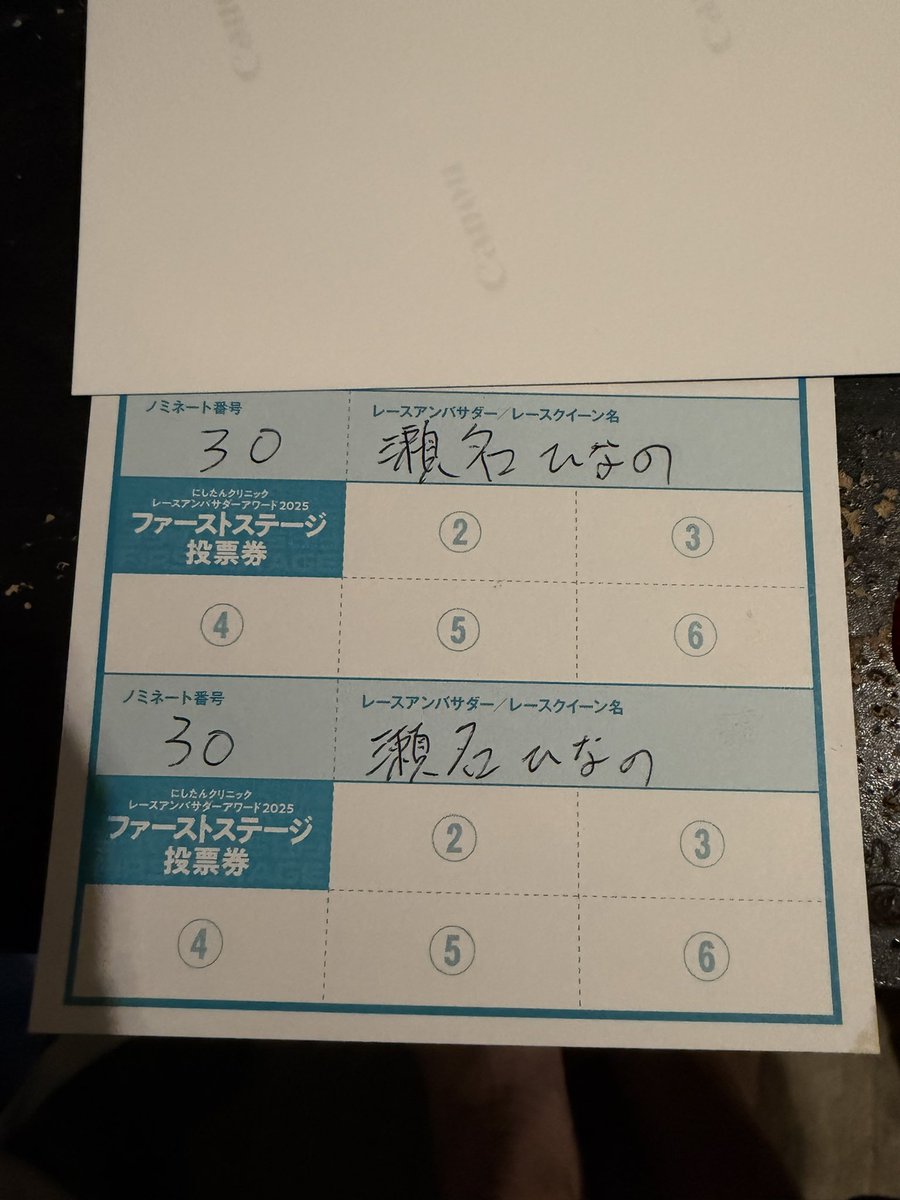 Canon
Canon
Canon
ノミネート番号
レースアンバサダー/レースクイーン名
30
瀬名ひなの
にしたんクリニック
レースアンバサダーアワード2025
ファーストステージ
投票券
②
③
④
⑤
⑥
ノミネート番号
レースアンバサダー/レースクイーン名
30
瀬名ひなの
にしたんクリニック
レースアンバサダーアワード2025
ファーストステージ
投票券
②
③
④
⑤
⑥